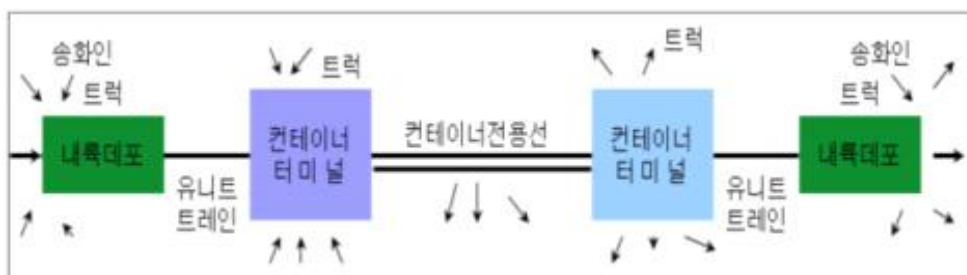 송화인
트럭
내륙데포
유니트
트레인
트럭
컨테이너
터미널
컨테이너전용선
트럭
컨테이너
터미널
유니트
트레인
송화인
트럭
내륙데포